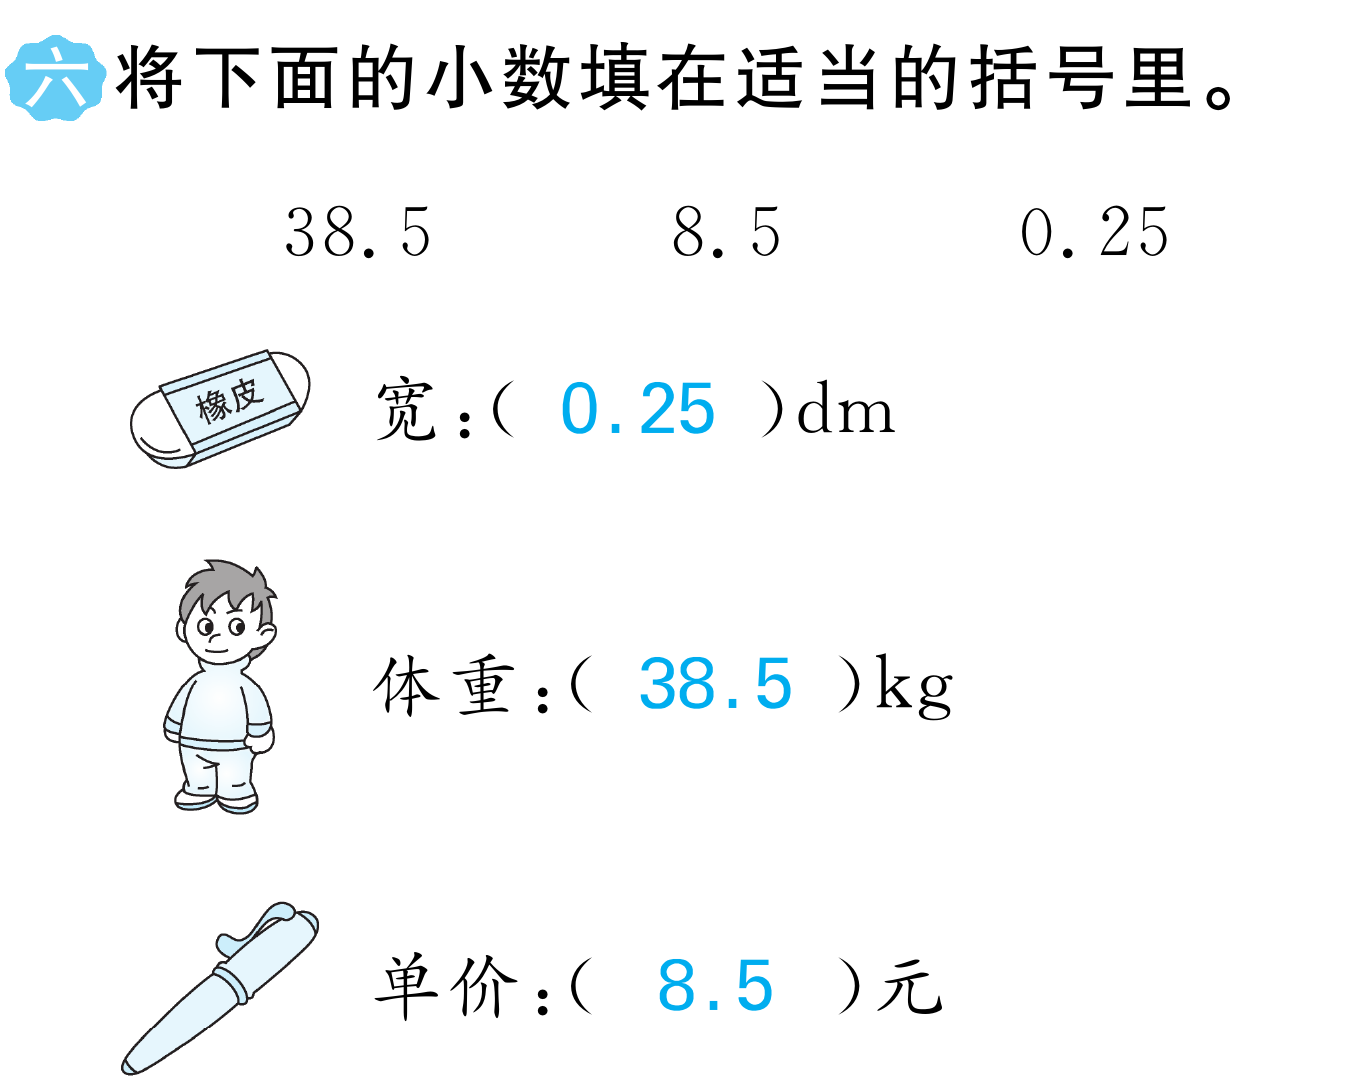 六 将下面的小数填在适当的括号里。
38.5 8.5 0.25
橡皮 宽:( 0.25 )dm
体重:( 38.5 )kg
单价:( 8.5 )元